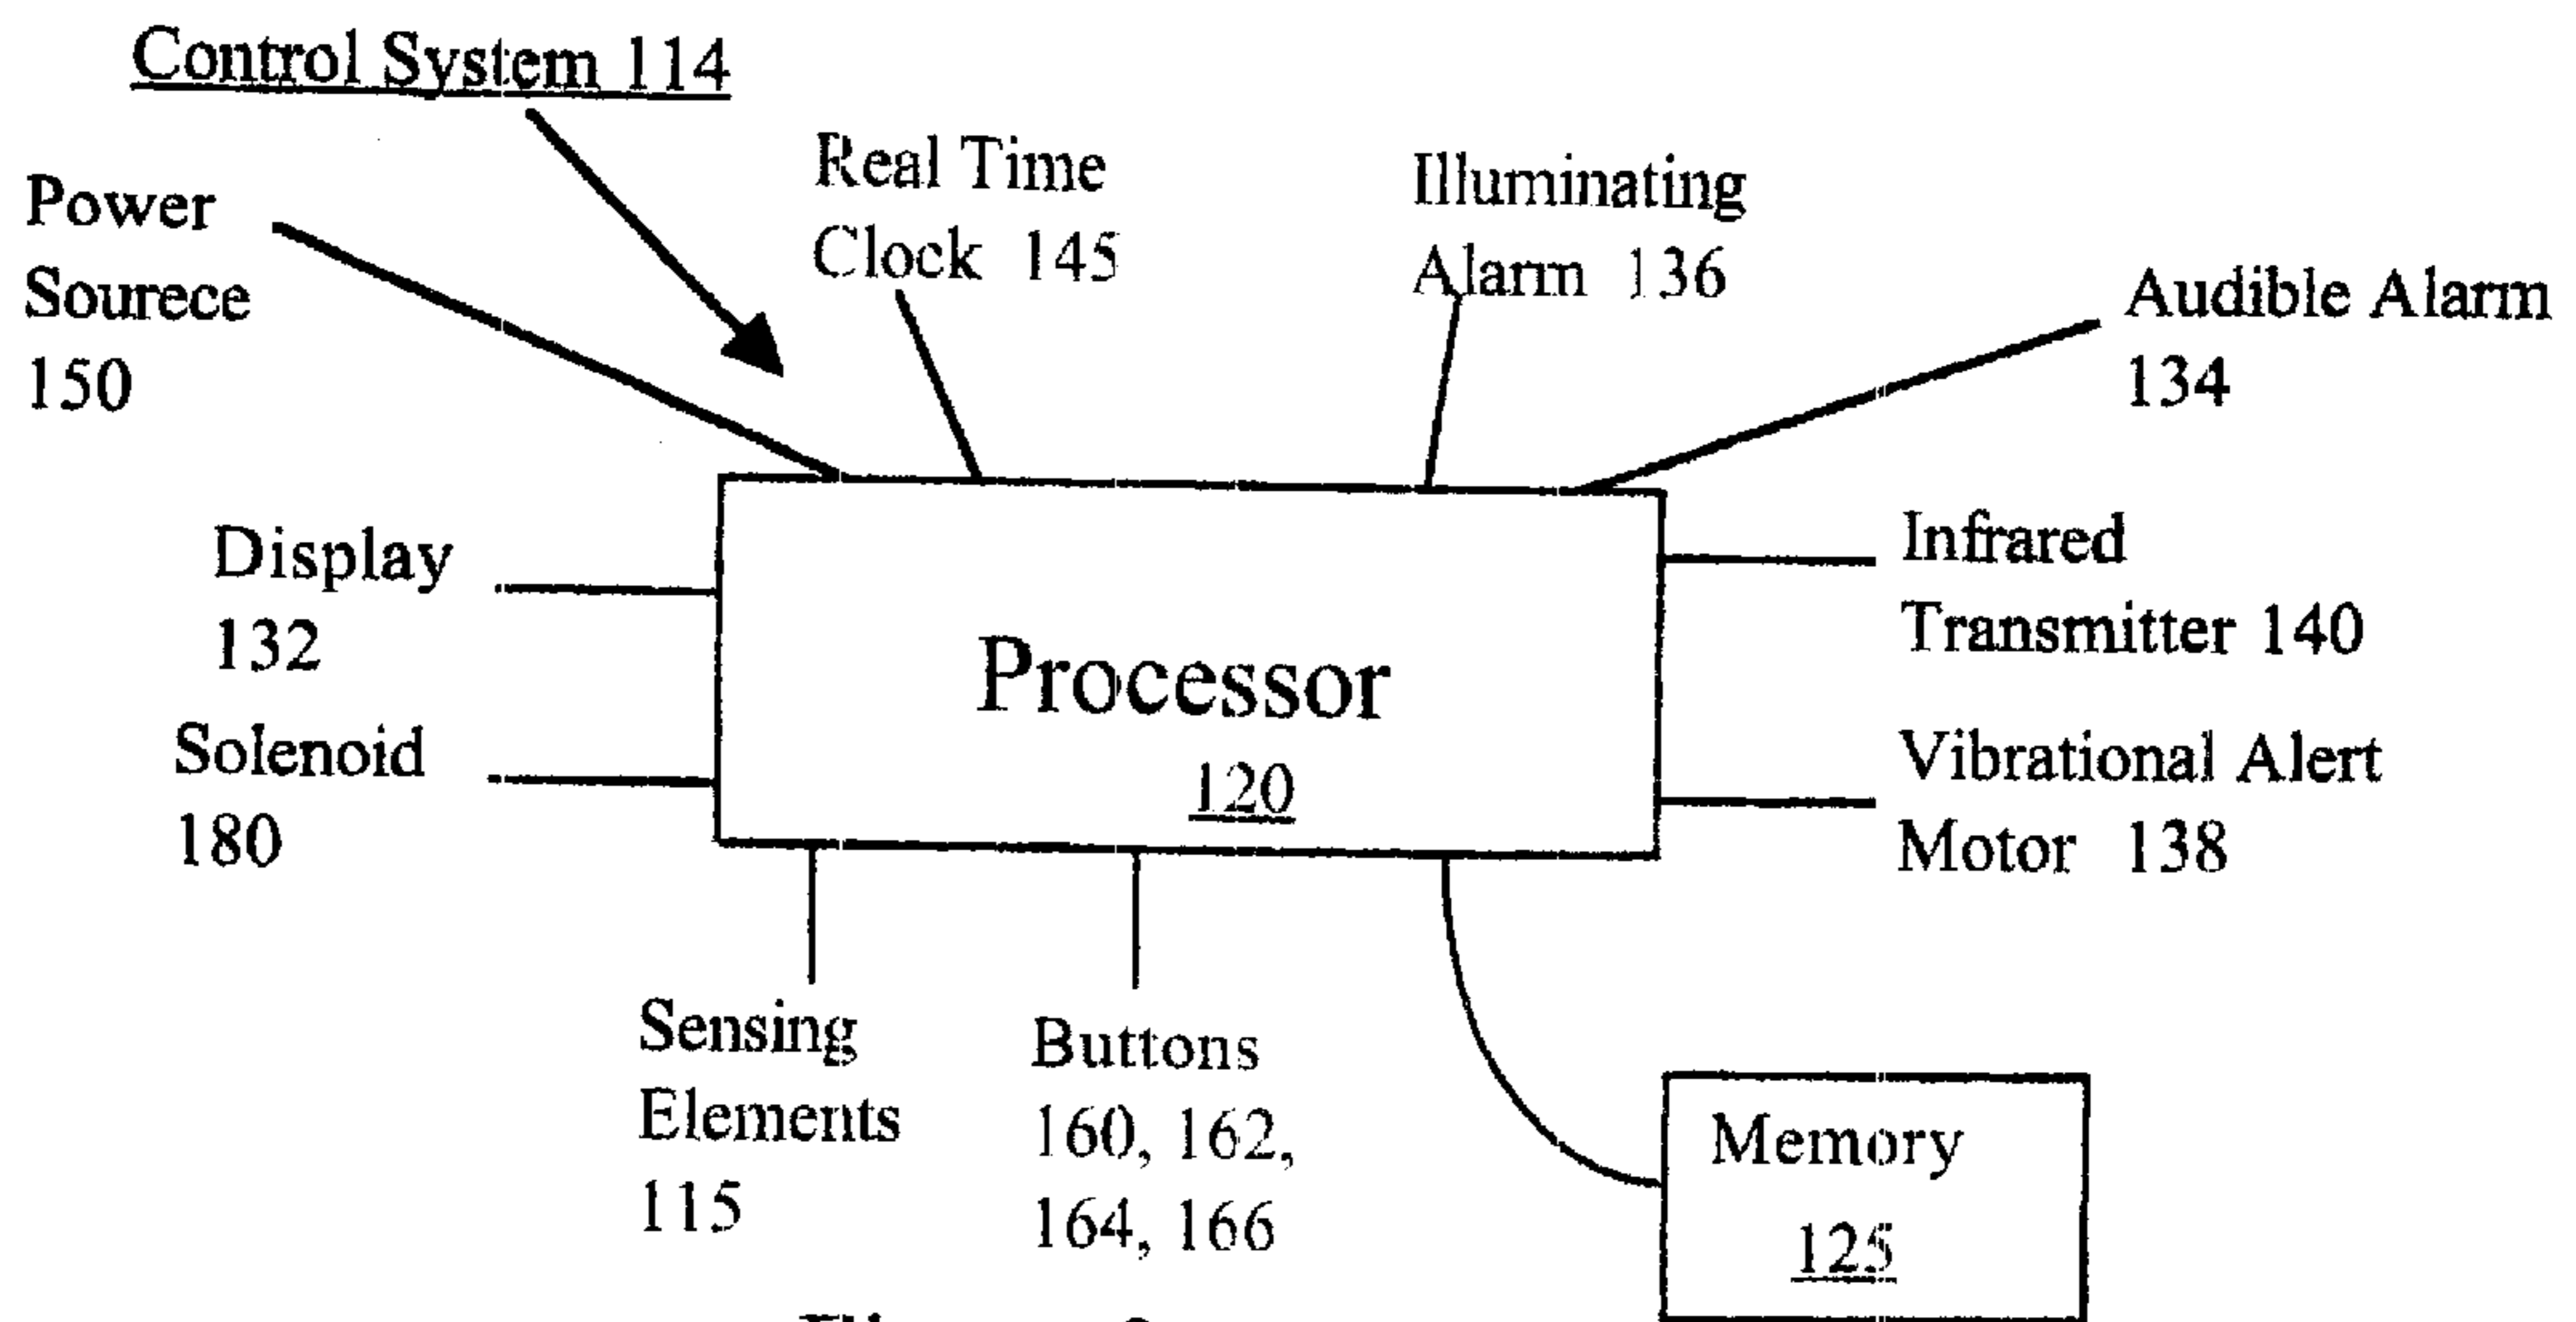 Control System 114
Power
Sourece
150
Real Time
Clock 145
Illuminating
Alarm 136
Audible Alarm
134
Display
132
Solenoid
180
Processor
120
Infrared
Transmitter 140
Vibrational Alert
Motor 138
Sensing
Elements
115
Buttons
160, 162,
164, 166
Memory
125